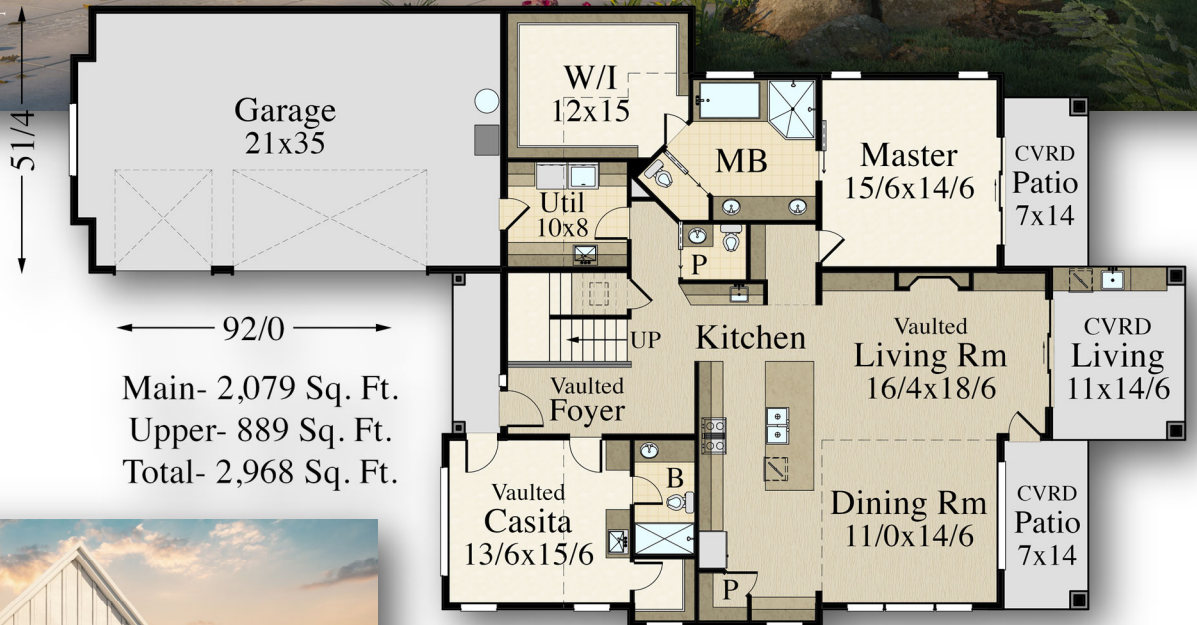 51/4
Garage
21x35
W/I
12x15
MB
Master
15/6x14/6
CVRD
Patio
7x14
Util
10x8
P
92/0
UP
Kitchen
Vaulted
Living Rm
16/4x18/6
CVRD
Living
11x14/6
Vaulted
Foyer
Main- 2,079 Sq. Ft.
Upper- 889 Sq. Ft.
Total- 2,968 Sq. Ft.
Vaulted
Casita
13/6x15/6
B
Dining Rm
11/0x14/6
CVRD
Patio
7x14
P